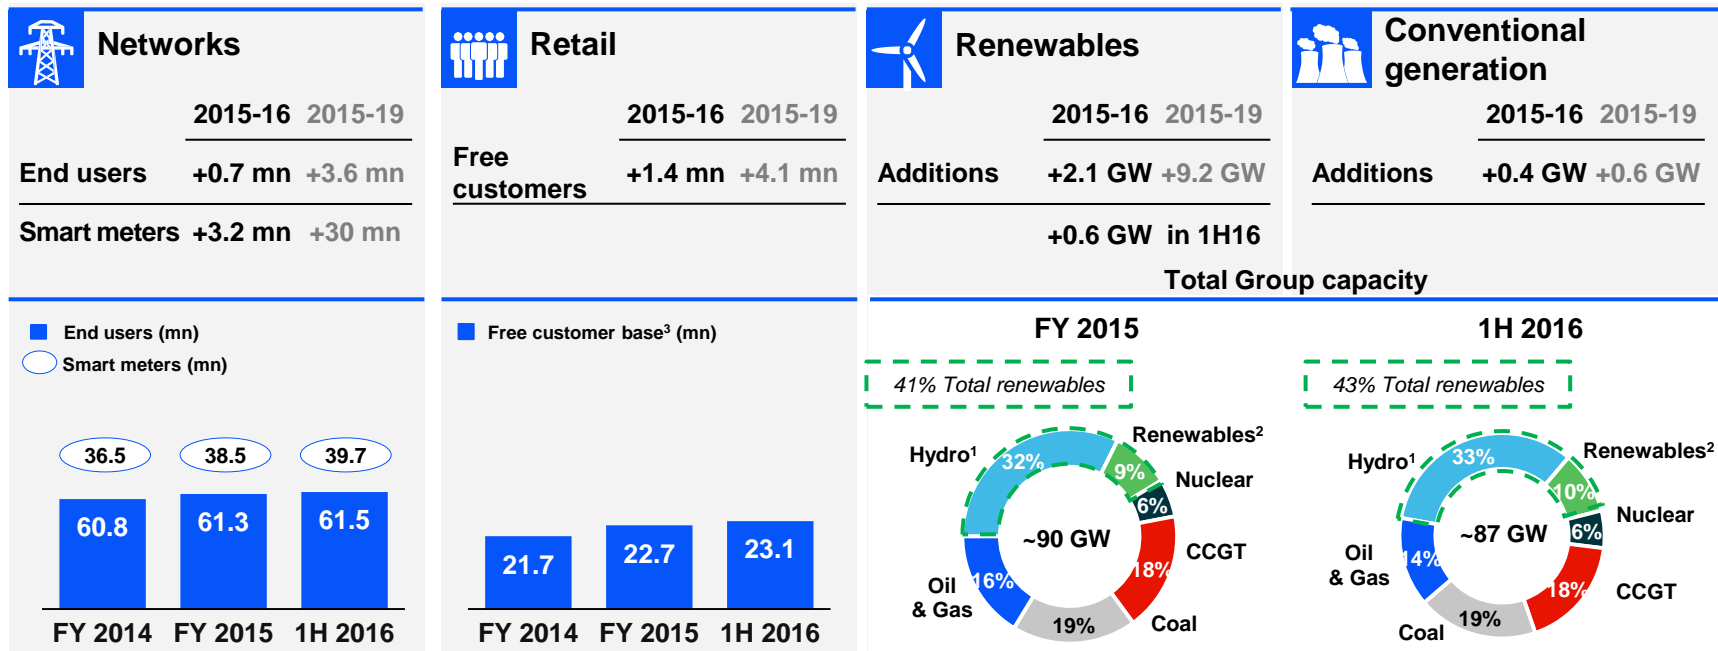 Networks
2015-16 2015-19
End users +0.7 mn +3.6 mn
Smart meters +3.2 mn +30 mn
End users (mn)
Smart meters (mn)
36.5 38.5 39.7
60.8 61.3 61.5
FY 2014 FY 2015 1H 2016
Retail
2015-16 2015-19
Free
customers +1.4 mn +4.1 mn
Free customer base³ (mn)
21.7 22.7 23.1
FY 2014 FY 2015 1H 2016
Renewables
2015-16 2015-19
Additions +2.1 GW +9.2 GW
+0.6 GW in 1H16
Conventional
generation
2015-16 2015-19
Additions +0.4 GW +0.6 GW
Total Group capacity
FY 2015
41% Total renewables
Hydro¹ 32%
Renewables² 9%
Nuclear 6%
~90 GW
CCGT 18%
Coal 19%
Oil
& Gas 16%
1H 2016
43% Total renewables
Hydro¹ 33%
Renewables² 10%
Nuclear 6%
~87 GW
CCGT 18%
Coal 19%
Oil
& Gas 14%